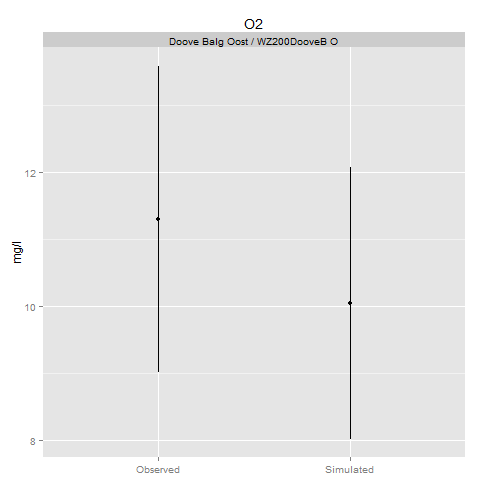 O2
Doove Balg Oost / WZ200DooveB O
mg/l
12
10
8
Observed
Simulated